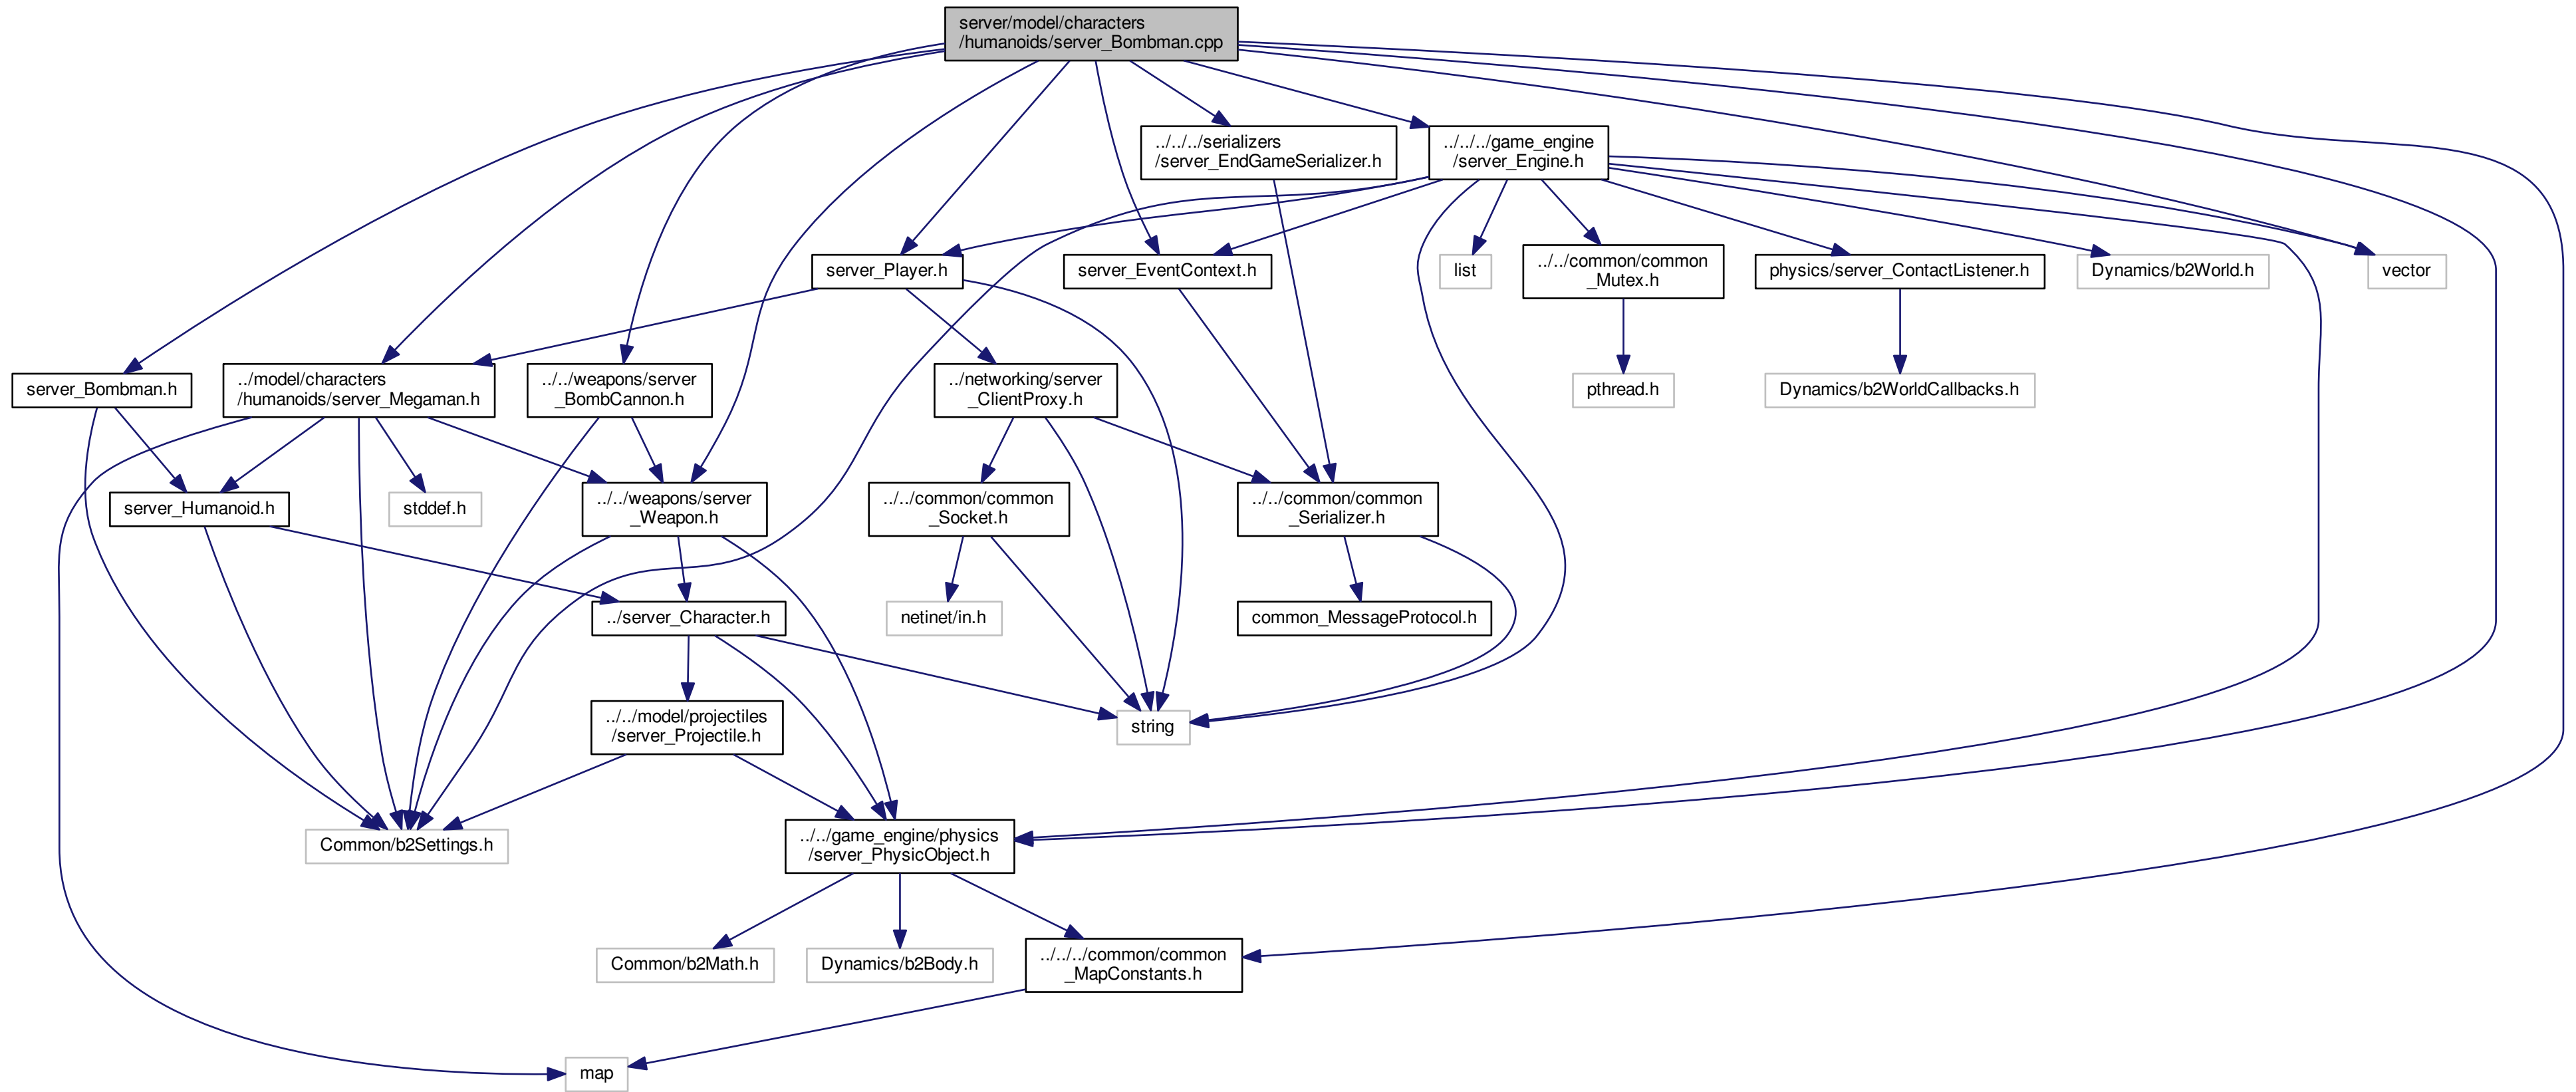 server/model/characters
/humanoids/server_Bombman.cpp
../../../serializers
/server_EndGameSerializer.h
../../../game_engine
/server_Engine.h
server_Player.h
server_EventContext.h
list
../../common/common
_Mutex.h
physics/server_ContactListener.h
Dynamics/b2World.h
vector
server_Bombman.h
../model/characters
/humanoids/server_Megaman.h
../../weapons/server
_BombCannon.h
../networking/server
_ClientProxy.h
pthread.h
Dynamics/b2WorldCallbacks.h
server_Humanoid.h
stddef.h
../../weapons/server
_Weapon.h
../../common/common
_Socket.h
../../common/common
_Serializer.h
../server_Character.h
netinet/in.h
common_MessageProtocol.h
../../model/projectiles
/server_Projectile.h
string
Common/b2Settings.h
../../game_engine/physics
/server_PhysicObject.h
Common/b2Math.h
Dynamics/b2Body.h
../../../common/common
_MapConstants.h
map